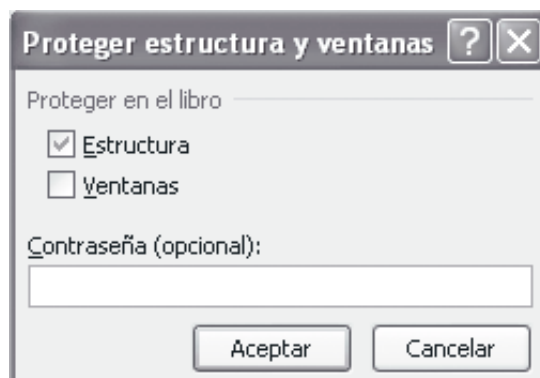 Proteger estructura y ventanas ?
Proteger en el libro
Estructura
Ventanas
Contraseña (opcional):
Aceptar Cancelar